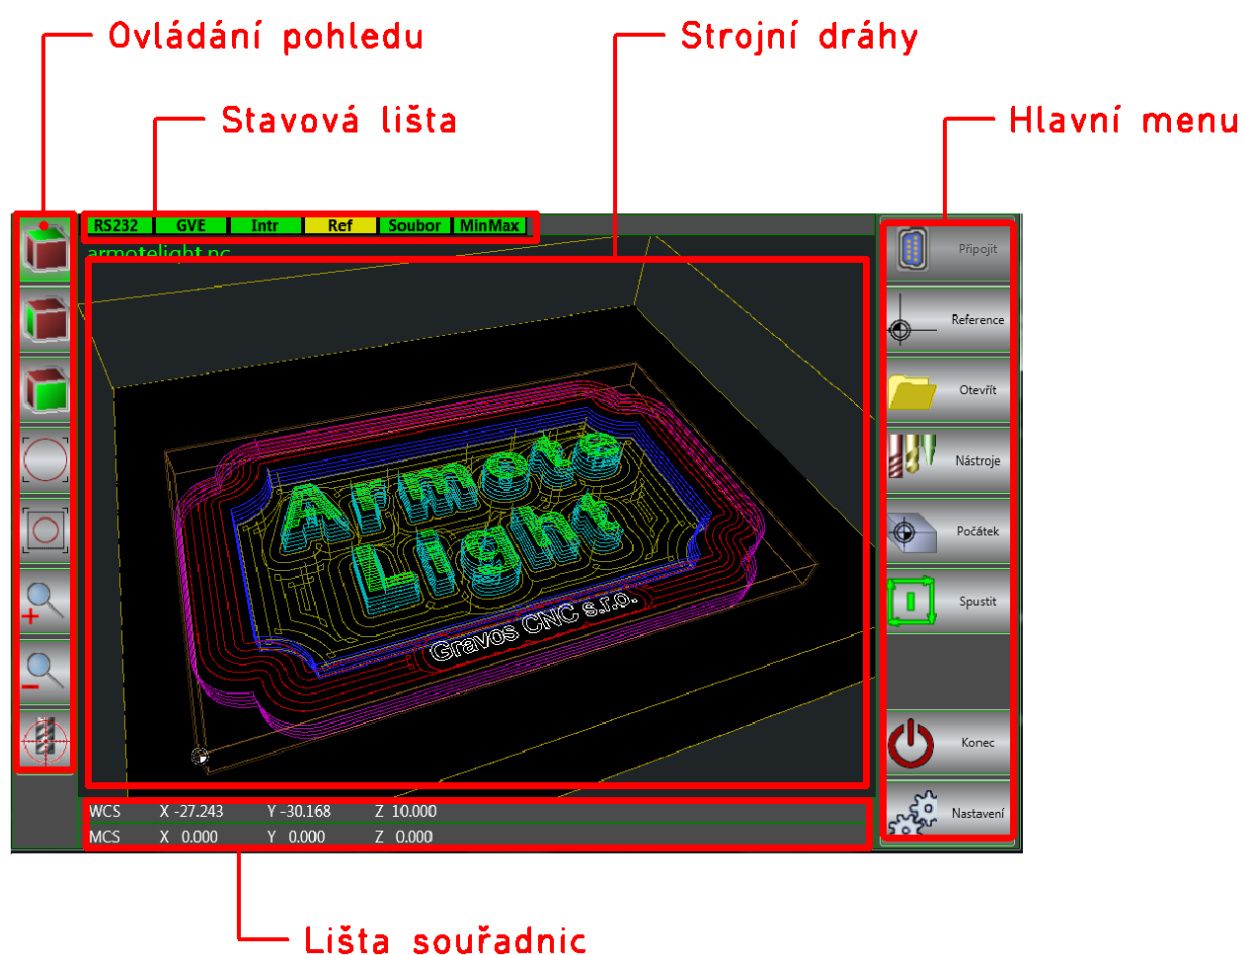 Ovládání pohledu
Strojní dráhy
Stavová lišta
Hlavní menu
RS232 GVE Intr Ref Soubor MinMax
armotelight.nc
Připojit
Reference
Otevřít
Nástroje
Počátek
Spustit
Konec
Nastavení
Armote
Light
Gravos CNC s.r.o.
WCS X -27.243 Y -30.168 Z 10.000
MCS X 0.000 Y 0.000 Z 0.000
Lišta souřadnic